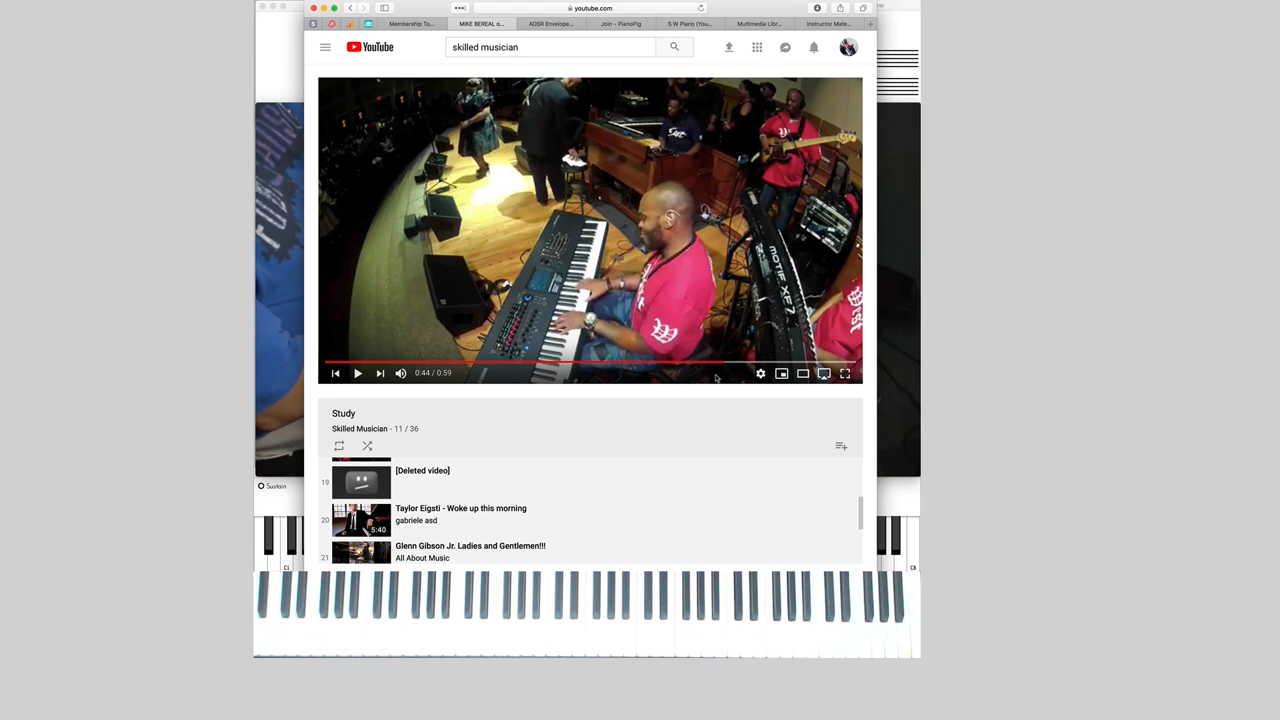 youtube.com
S
Membership To...
MIKE BEREAL o...
ADSR Envelope...
Join - PianoPig
S W Piano (You...
Multimedia Libr...
Instructor Mate...
YouTube
skilled musician
MOTIF XF7
W
0:44 / 0:59
Study
Skilled Musician - 11 / 36
19
[Deleted video]
20
5:40
Taylor Eigsti - Woke up this morning
gabriele asd
21
Glenn Gibson Jr. Ladies and Gentlemen!!!
All About Music
Sustain
C1
C8